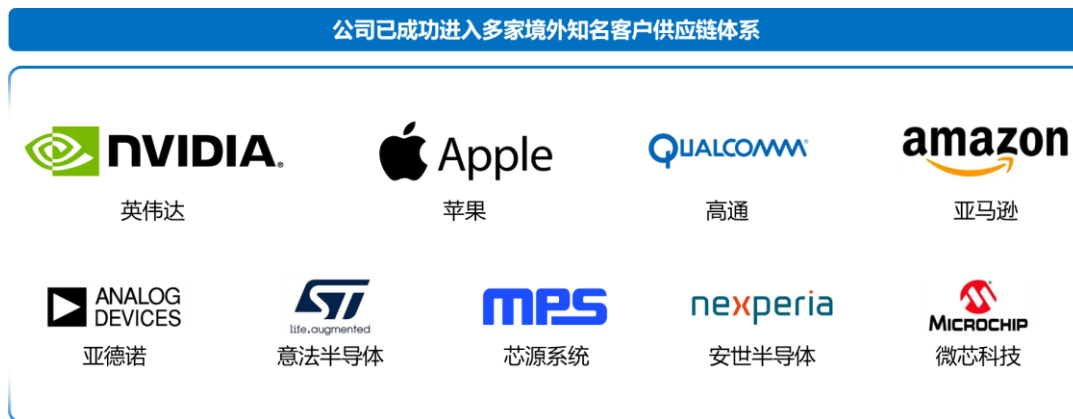 公司已成功进入多家境外知名客户供应链体系
NVIDIA.
Apple
QUALCOMM
amazon
英伟达
苹果
高通
亚马逊
ANALOG
DEVICES
ST
life.augmented
mps
nexperia
MICROCHIP
亚德诺
意法半导体
芯源系统
安世半导体
微芯科技